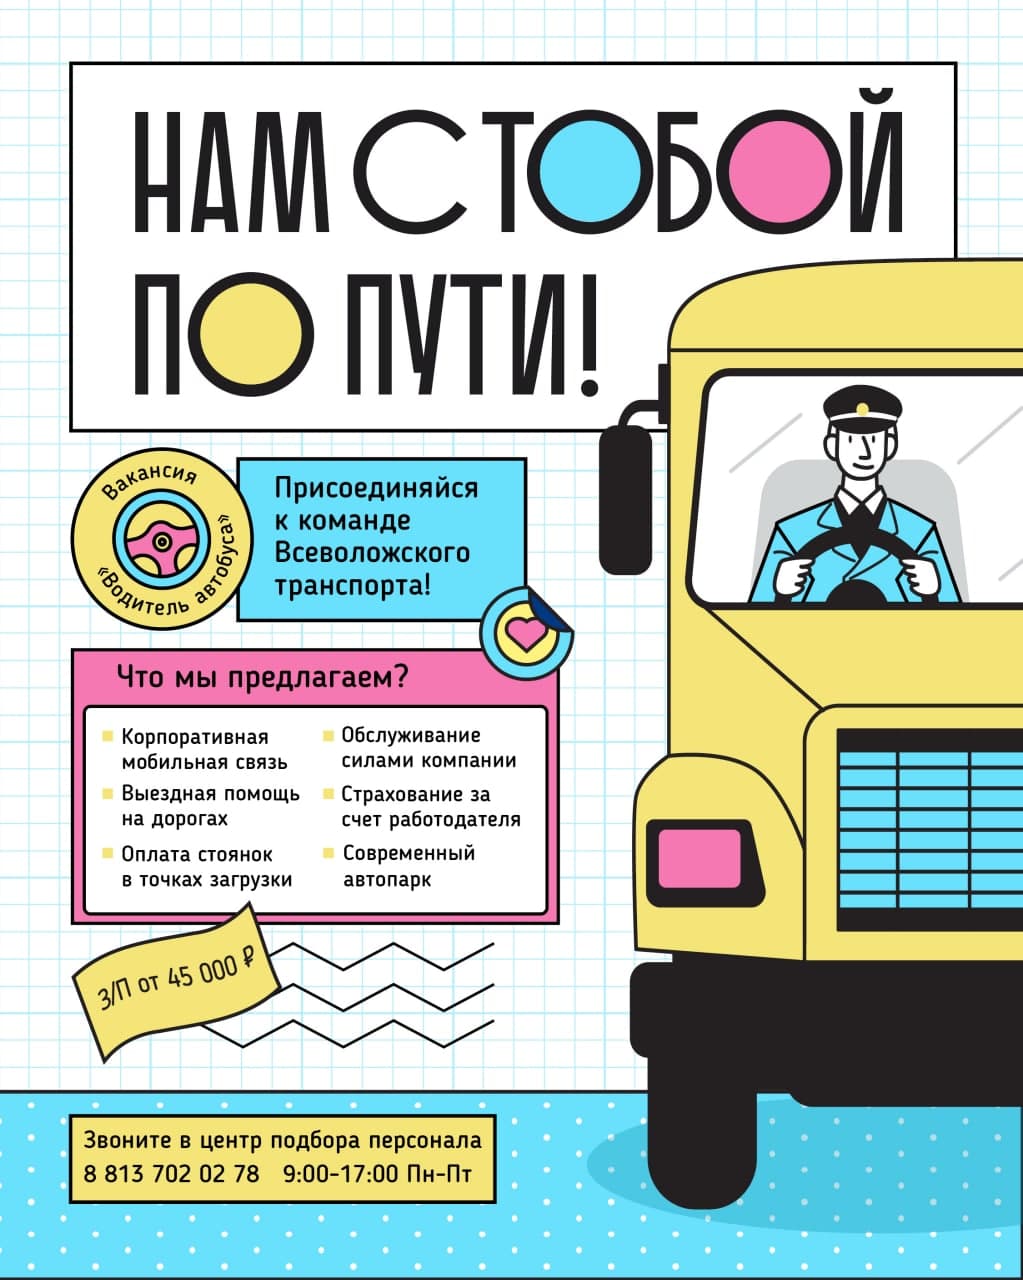 НАМ С ТОБОЙ
ПО ПУТИ!
Вакансия
«Водитель автобуса»
Присоединяйся
к команде
Всеволожского
транспорта!
Что мы предлагаем?
Корпоративная
мобильная связь
Выездная помощь
на дорогах
Оплата стоянок
в точках загрузки
Обслуживание
силами компании
Страхование за
счет работодателя
Современный
автопарк
З/П от 45 000 ₽
Звоните в центр подбора персонала
8 813 702 02 78 9:00-17:00 Пн-Пт